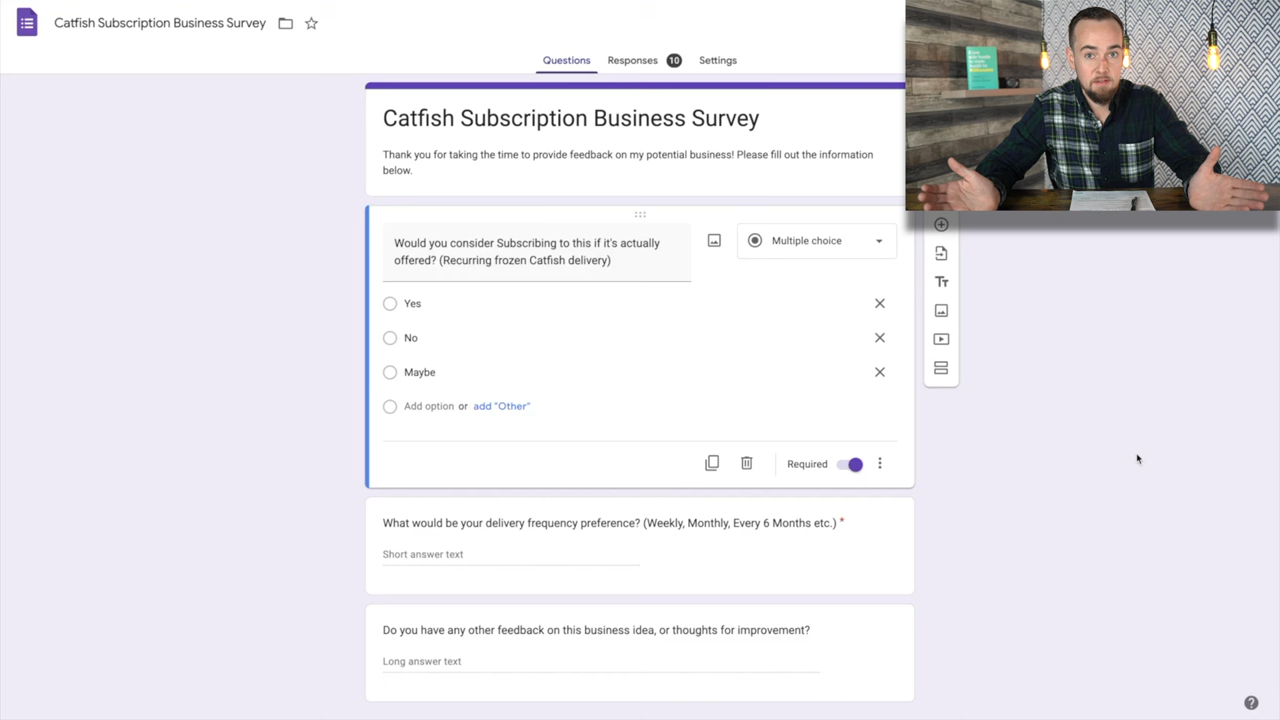 Catfish Subscription Business Survey
Questions
Responses 10
Settings
Catfish Subscription Business Survey
Thank you for taking the time to provide feedback on my potential business! Please fill out the information
below.
Would you consider Subscribing to this if it's actually
offered? (Recurring frozen Catfish delivery)
Multiple choice
Yes
No
Maybe
Add option or add "Other"
Required
What would be your delivery frequency preference? (Weekly, Monthly, Every 6 Months etc.) *
Short answer text
Do you have any other feedback on this business idea, or thoughts for improvement?
Long answer text